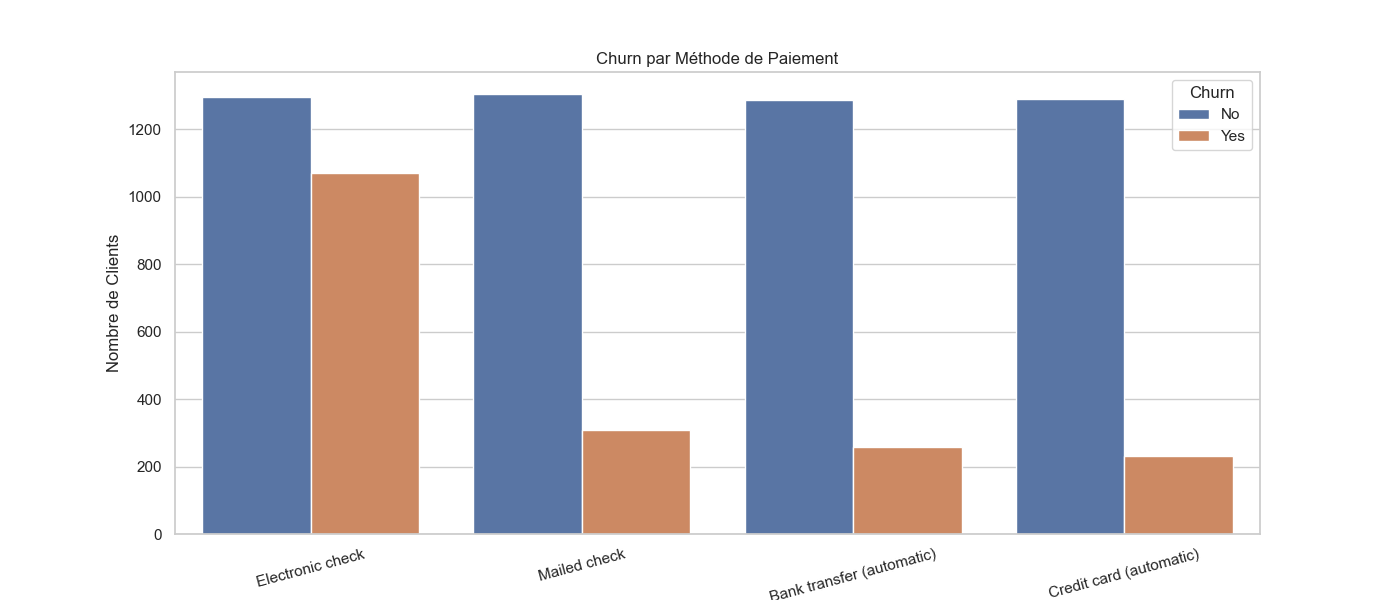 Churn par Méthode de Paiement
Churn
No
Yes
Nombre de Clients
1200
1000
800
600
400
200
0
Electronic check
Mailed check
Bank transfer (automatic)
Credit card (automatic)